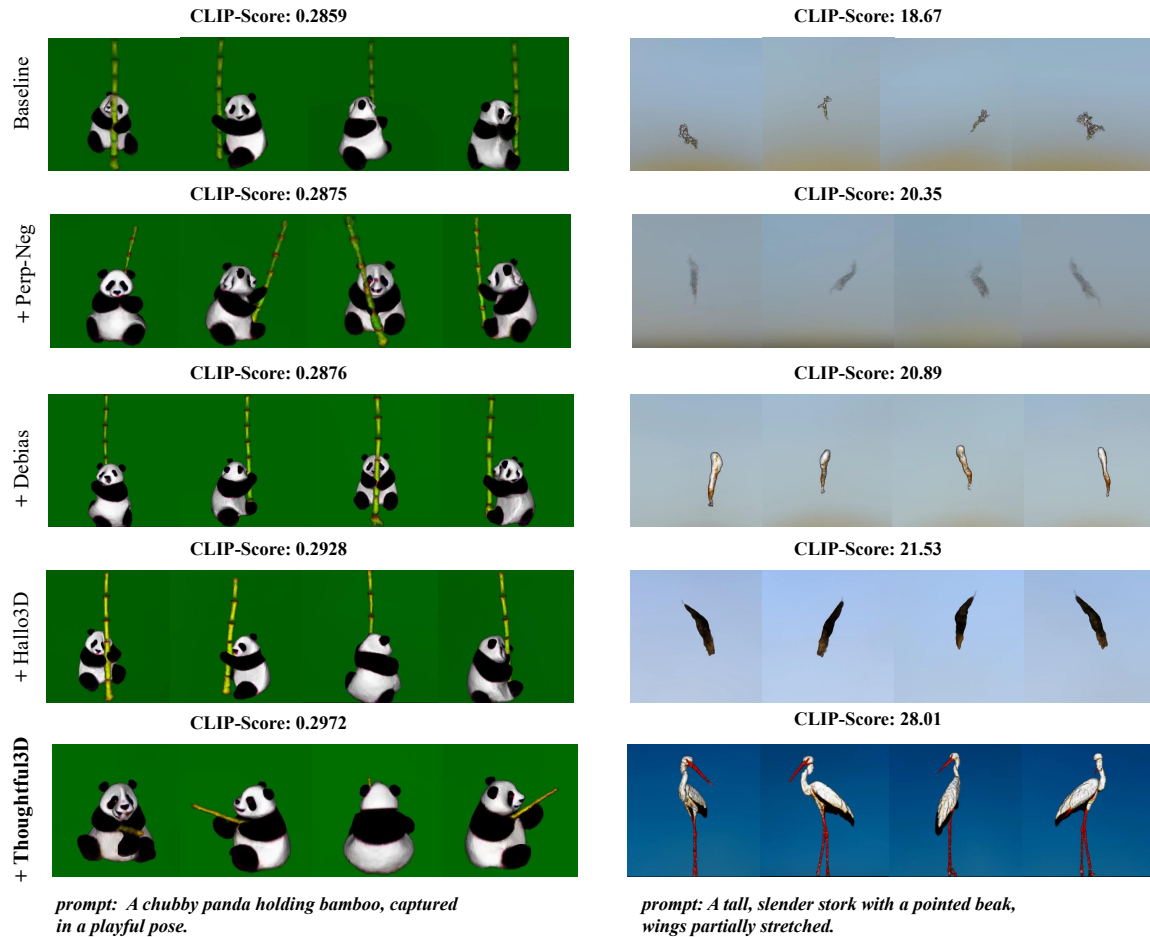 CLIP-Score: 0.2859
CLIP-Score: 18.67
Baseline
CLIP-Score: 0.2875
CLIP-Score: 20.35
+ Perp-Neg
CLIP-Score: 0.2876
CLIP-Score: 20.89
+ Debias
CLIP-Score: 0.2928
CLIP-Score: 21.53
+ Hallo3D
CLIP-Score: 0.2972
CLIP-Score: 28.01
+ Thoughtful3D
prompt: A chubby panda holding bamboo, captured
in a playful pose.
prompt: A tall, slender stork with a pointed beak,
wings partially stretched.